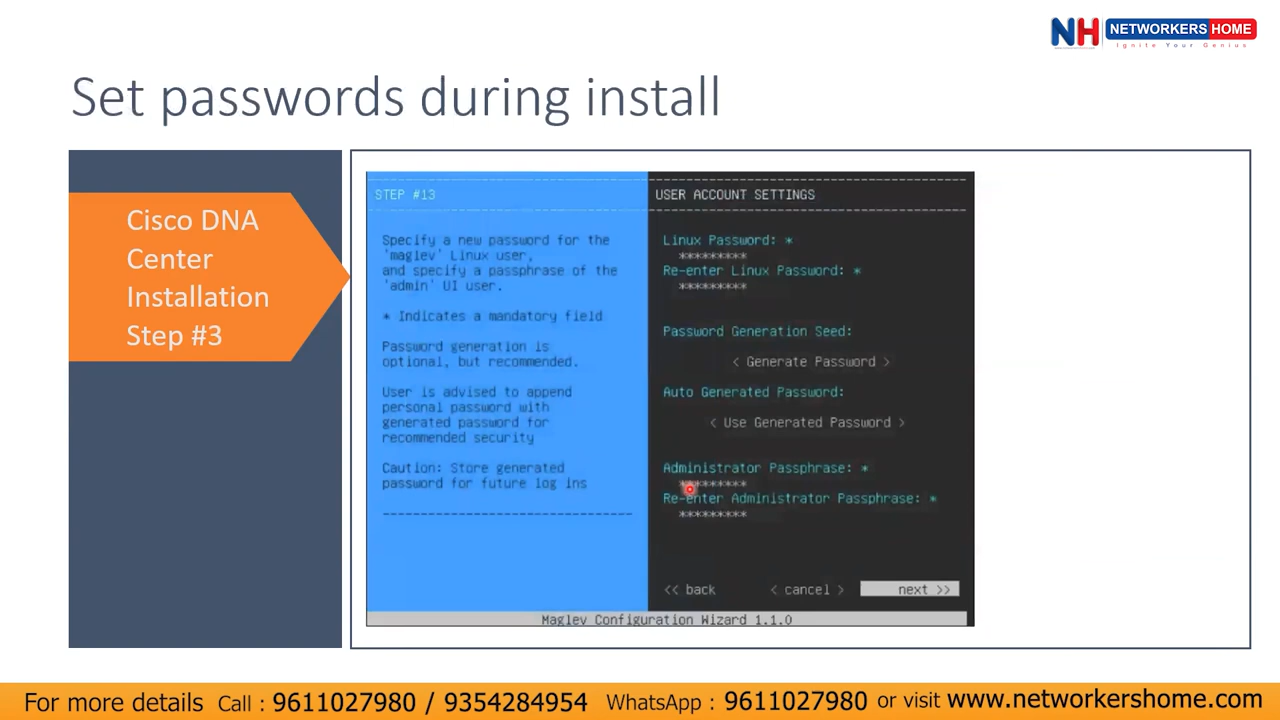 NH NETWORKERS HOME
Ignite Your Genius
Set passwords during install
Cisco DNA
Center
Installation
Step #3
STEP #13
Specify a new password for the
'maglev' Linux user,
and specify a passphrase of the
'admin' UI user.
* Indicates a mandatory field
Password generation is
optional, but recommended.
User is advised to append
personal password with
generated password for
recommended security
Caution: Store generated
password for future log ins
USER ACCOUNT SETTINGS
Linux Password: *
*********
Re-enter Linux Password: *
*********
Password Generation Seed:
< Generate Password >
Auto Generated Password:
< Use Generated Password >
Administrator Passphrase: *
*********
Re-enter Administrator Passphrase: *
*********
<< back < cancel > next >>
Maglev Configuration Wizard 1.1.0
For more details Call : 9611027980 / 9354284954 WhatsApp : 9611027980 or visit www.networkershome.com